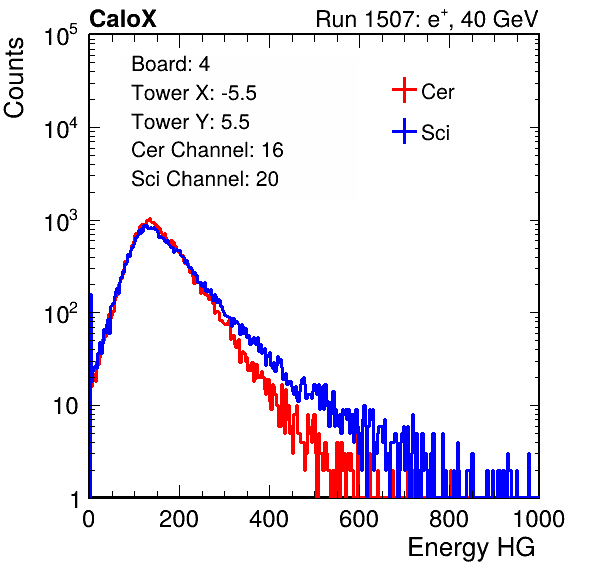 CaloX Run 1507: e⁺, 40 GeV
Counts
Board: 4
Tower X: -5.5
Tower Y: 5.5
Cer Channel: 16
Sci Channel: 20
Cer
Sci
10⁵
10⁴
10³
10²
10
1
0 200 400 600 800 1000
Energy HG